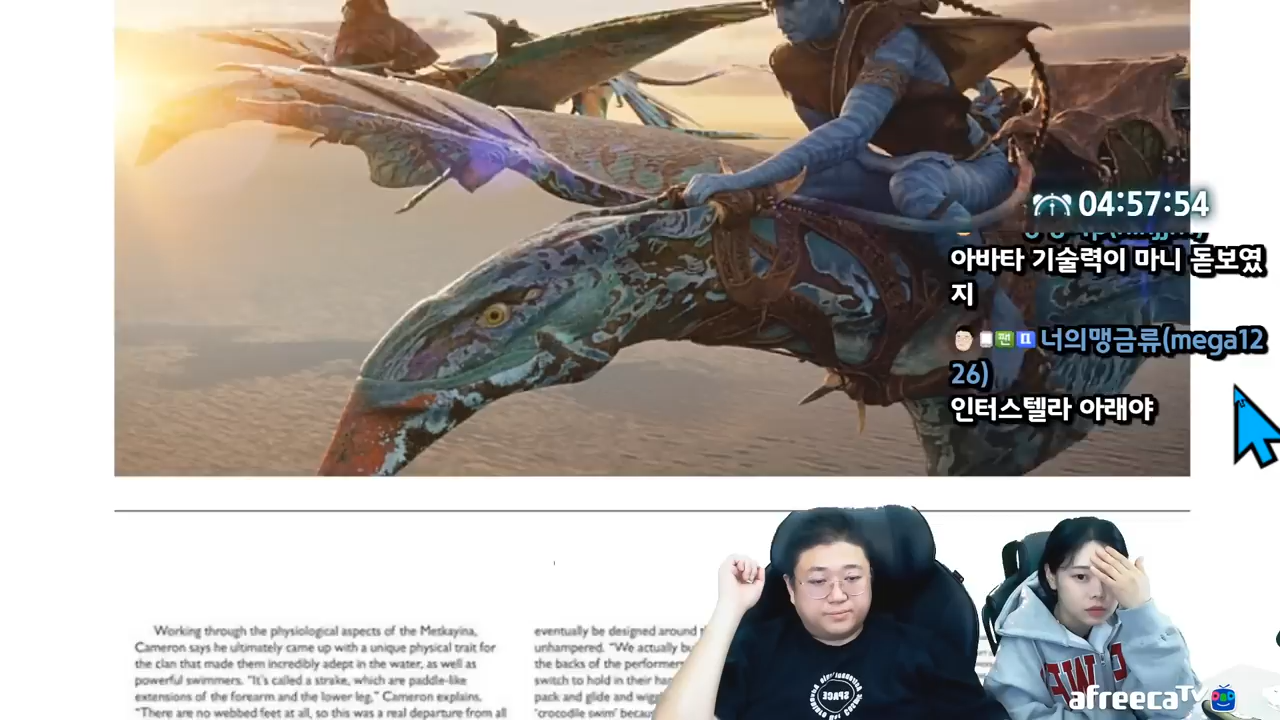 04:57:54
아바타 기술력이 마니 돋보였
지
팬
너의맹금류(mega12
26)
인터스텔라 아래야
Working through the physiological aspects of the Metkayina,
Cameron says he ultimately came up with a unique physical trait for
the clan that made them incredibly adept in the water, as well as
powerful swimmers. "It's called a strake, which are paddle-like
extensions of the forearm and the lower leg," Cameron explains.
"There are no webbed feet at all, so this was a real departure from all
eventually be designed around
unhampered. "We actually
the backs of the performers
switch to hold in their
pack and glide and
'crocodile swim'
SPACE
afreecaTV